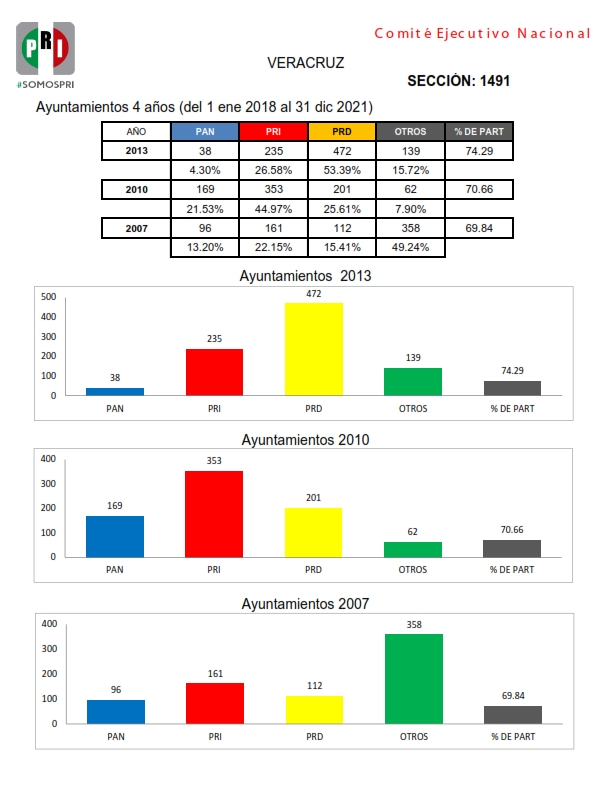 Comité Ejecutivo Nacional
PRI
#SOMOSPRI
VERACRUZ
SECCIÓN: 1491
Ayuntamientos 4 años (del 1 ene 2018 al 31 dic 2021)
AÑO PAN PRI PRD OTROS % DE PART
2013 38 235 472 139 74.29
4.30% 26.58% 53.39% 15.72%
2010 169 353 201 62 70.66
21.53% 44.97% 25.61% 7.90%
2007 96 161 112 358 69.84
13.20% 22.15% 15.41% 49.24%
Ayuntamientos 2013
500
400
300
200
100
0
38
235
472
139
74.29
PAN PRI PRD OTROS % DE PART
Ayuntamientos 2010
400
300
200
100
0
169
353
201
62
70.66
PAN PRI PRD OTROS % DE PART
Ayuntamientos 2007
400
300
200
100
0
96
161
112
358
69.84
PAN PRI PRD OTROS % DE PART